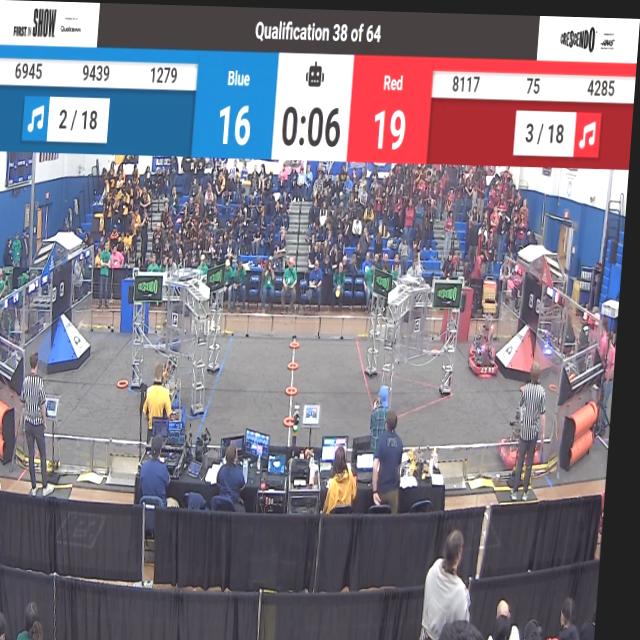 FIRST IN SHOW
Qualcomm
Qualification 38 of 64
CRESCENDO
6945 9439 1279
Blue
Red
8117 75 4285
2 / 18
16
0:06
19
3 / 18